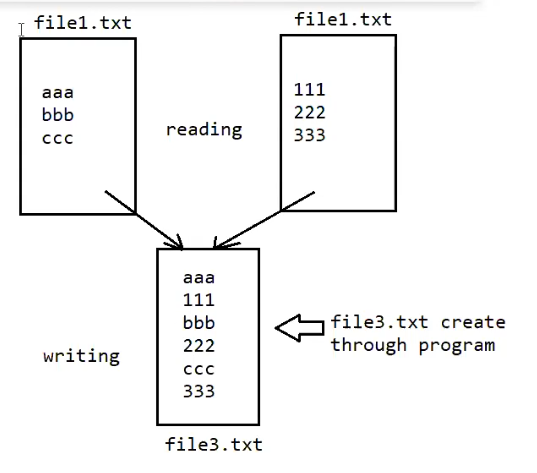 file1.txt
aaa
bbb
ccc
reading
file1.txt
111
222
333
aaa
111
bbb
222
ccc
333
writing
file3.txt create
through program
file3.txt